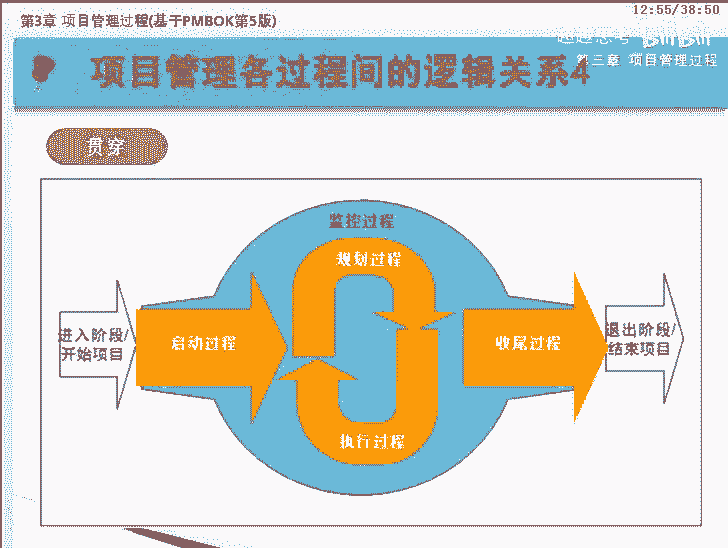 第3章 项目管理过程(基于PMBOK第5版)
12:55/38:50
第三章 项目管理过程
项目管理各过程间的逻辑关系4
贯穿
监控过程
规划过程
进入阶段/
开始项目
启动过程
收尾过程
退出阶段/
结束项目
执行过程